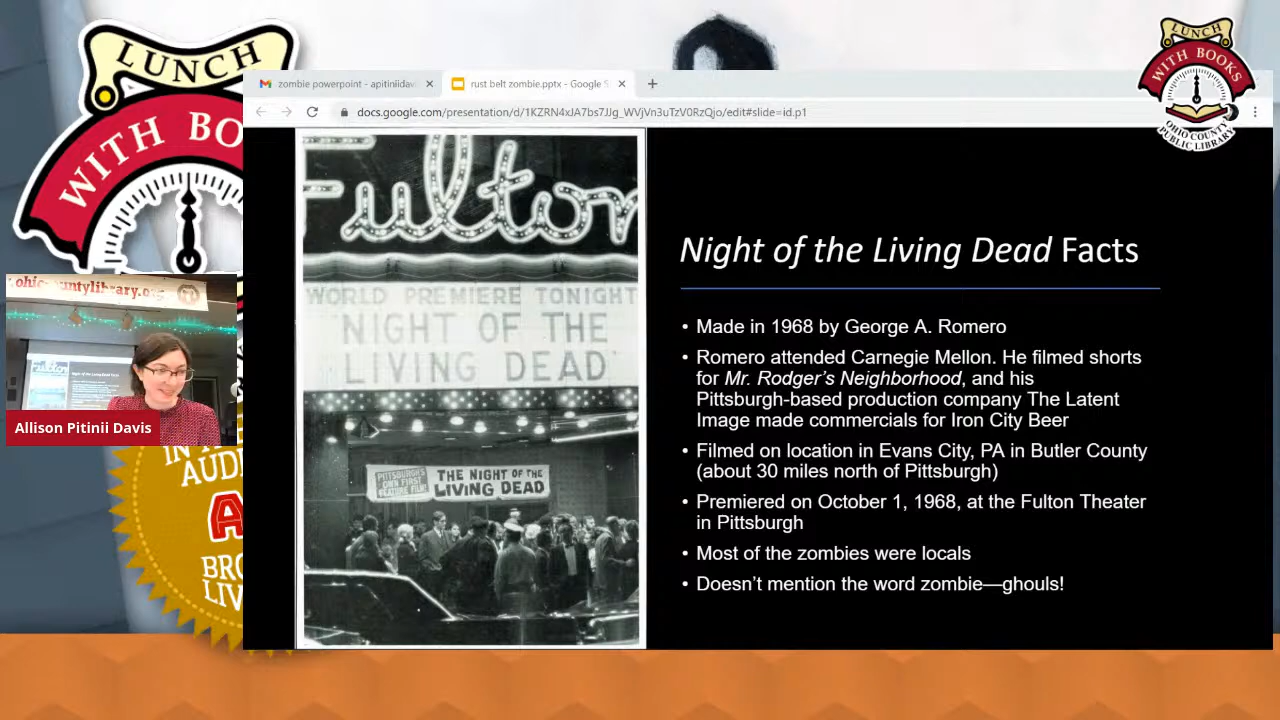 LUNCH
WITH BO
zombie powerpoint - apitiniidav
rust belt zombie.pptx - Google S
docs.google.com/presentation/d/1KZRN4xJA7bs7JJg_WVjVn3uTzV0RzQjo/edit#slide=id.p1
LUNCH
WITH BOOKS
OHIO COUNTY
PUBLIC LIBRARY
Fulton
WORLD PREMIERE TONIGHT
NIGHT OF THE
LIVING DEAD
PITTSBURGH'S
OWN FIRST
FEATURE FILM!
THE NIGHT OF THE
LIVING DEAD
Night of the Living Dead Facts
• Made in 1968 by George A. Romero
• Romero attended Carnegie Mellon. He filmed shorts
for Mr. Rodger's Neighborhood, and his
Pittsburgh-based production company The Latent
Image made commercials for Iron City Beer
• Filmed on location in Evans City, PA in Butler County
(about 30 miles north of Pittsburgh)
• Premiered on October 1, 1968, at the Fulton Theater
in Pittsburgh
• Most of the zombies were locals
• Doesn't mention the word zombie—ghouls!
ohiocountylibrary.org
Allison Pitinii Davis
IN TH
AUD
A
BRO
LIV